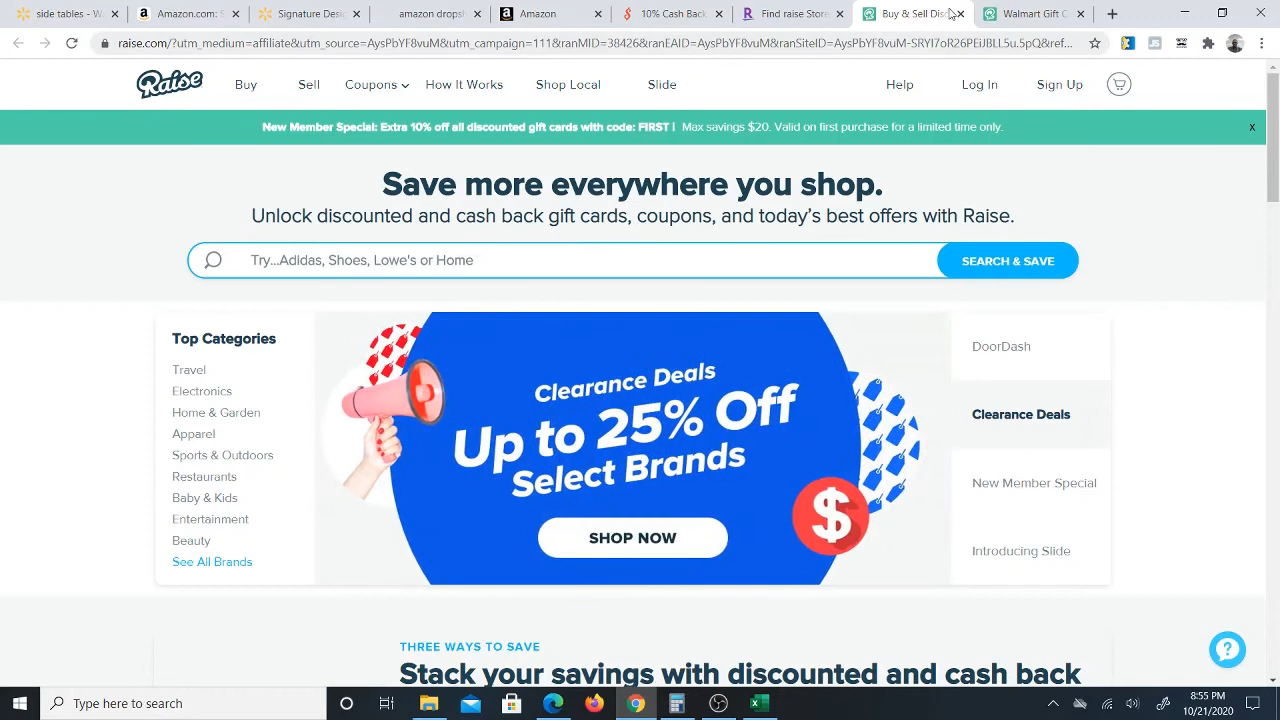 side tables - W
Amazon.com: S
Signature Des
amazon drops
Amazon
10% Cash Back
Find raise Store
Buy & Sell Disc
Walmart Gift C
raise.com/?utm_medium=affiliate&utm_source=AysPbYF8vuM&utm_campaign=111&ranMID=38426&ranEAID=AysPbYF8vuM&ranSiteID=AysPbYF8vuM-SRYI7oR26PEiJBLL5u.5pQ&ref...
Raise
Buy
Sell
Coupons
How It Works
Shop Local
Slide
Help
Log In
Sign Up
New Member Special: Extra 10% off all discounted gift cards with code: FIRST | Max savings $20. Valid on first purchase for a limited time only.
x
Save more everywhere you shop.
Unlock discounted and cash back gift cards, coupons, and today's best offers with Raise.
Try...Adidas, Shoes, Lowe's or Home
SEARCH & SAVE
Top Categories
Travel
Electronics
Home & Garden
Apparel
Sports & Outdoors
Restaurants
Baby & Kids
Entertainment
Beauty
See All Brands
Clearance Deals
Up to 25% Off
Select Brands
SHOP NOW
$
DoorDash
Clearance Deals
New Member Special
Introducing Slide
THREE WAYS TO SAVE
Stack your savings with discounted and cash back
?
Type here to search
8:55 PM
10/21/2020